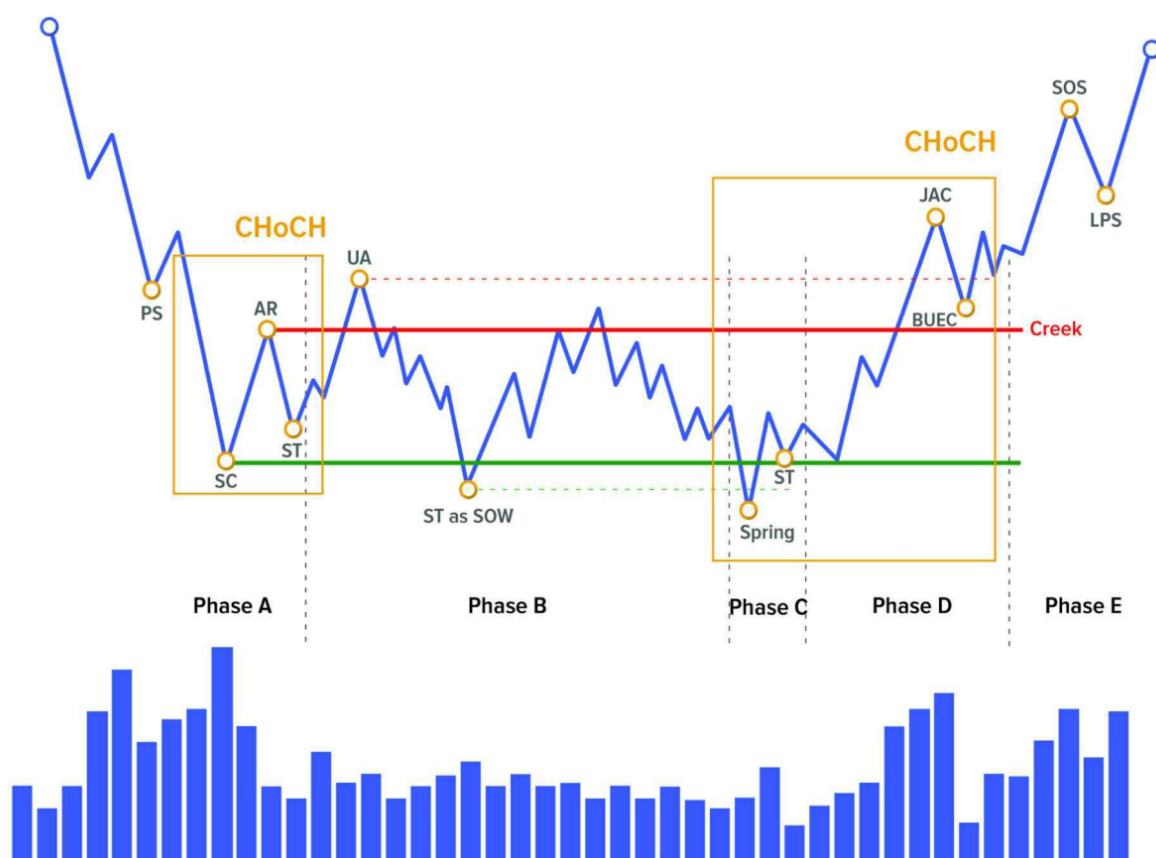 SOS
CHoCH
JAC
LPS
CHoCH
UA
PS
AR
BUEC
Creek
ST
SC
ST
ST as SOW
Spring
Phase A
Phase B
Phase C
Phase D
Phase E